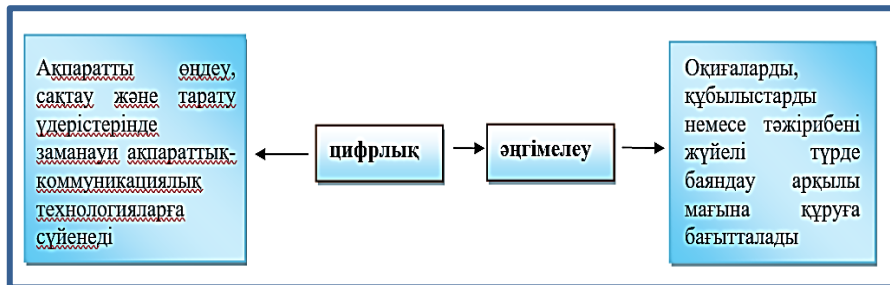 Ақпаратты өңдеу,
сақтау және тарату
үдерістерінде
заманауи ақпараттық-
коммуникациялық
технологияларға
сүйенеді
цифрлық
әңгімелеу
Оқиғаларды,
құбылыстарды
немесе тәжірибені
жүйелі түрде
баяндау арқылы
мағына құруға
бағытталады